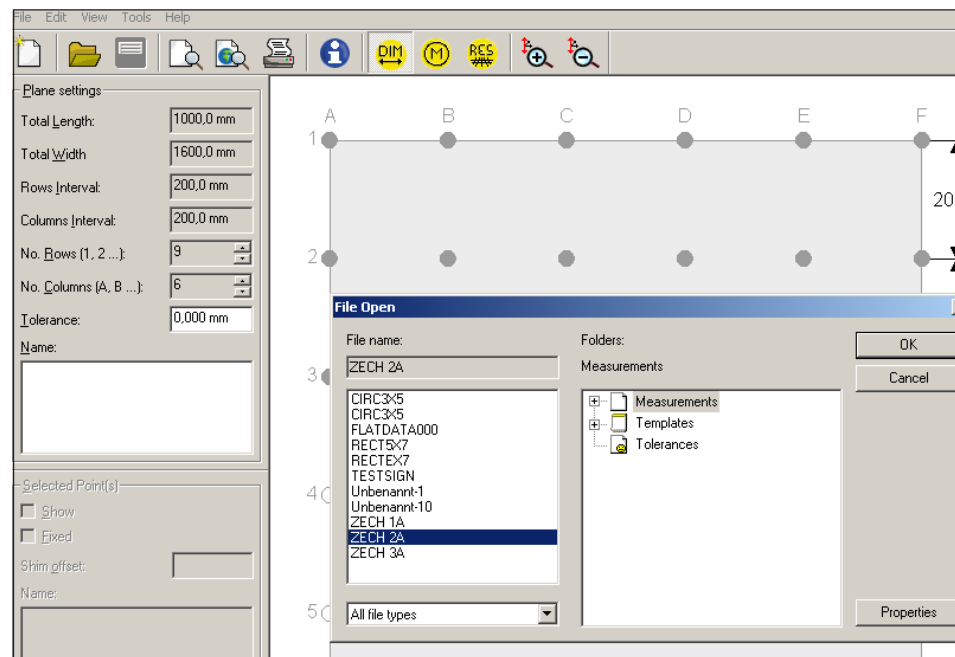 File Edit View Tools Help
DIM M RES
Plane settings
Total Length: 1000,0 mm
Total Width 1600,0 mm
Rows Interval: 200,0 mm
Columns Interval: 200,0 mm
No. Rows (1, 2 ...): 9
No. Columns (A, B ...): 6
Tolerance: 0,000 mm
Name:
Selected Point(s)
Show
Fixed
Shim offset:
Name:
A B C D E F
1
20
2
3
4
5
File Open
File name:
ZECH 2A
CIRC3X5
CIRC3X5
FLATDATA000
RECT5X7
RECTEX7
TESTSIGN
Unbenannt-1
Unbenannt-10
ZECH 1A
ZECH 2A
ZECH 3A
All file types
Folders:
Measurements
Measurements
Templates
Tolerances
OK
Cancel
Properties